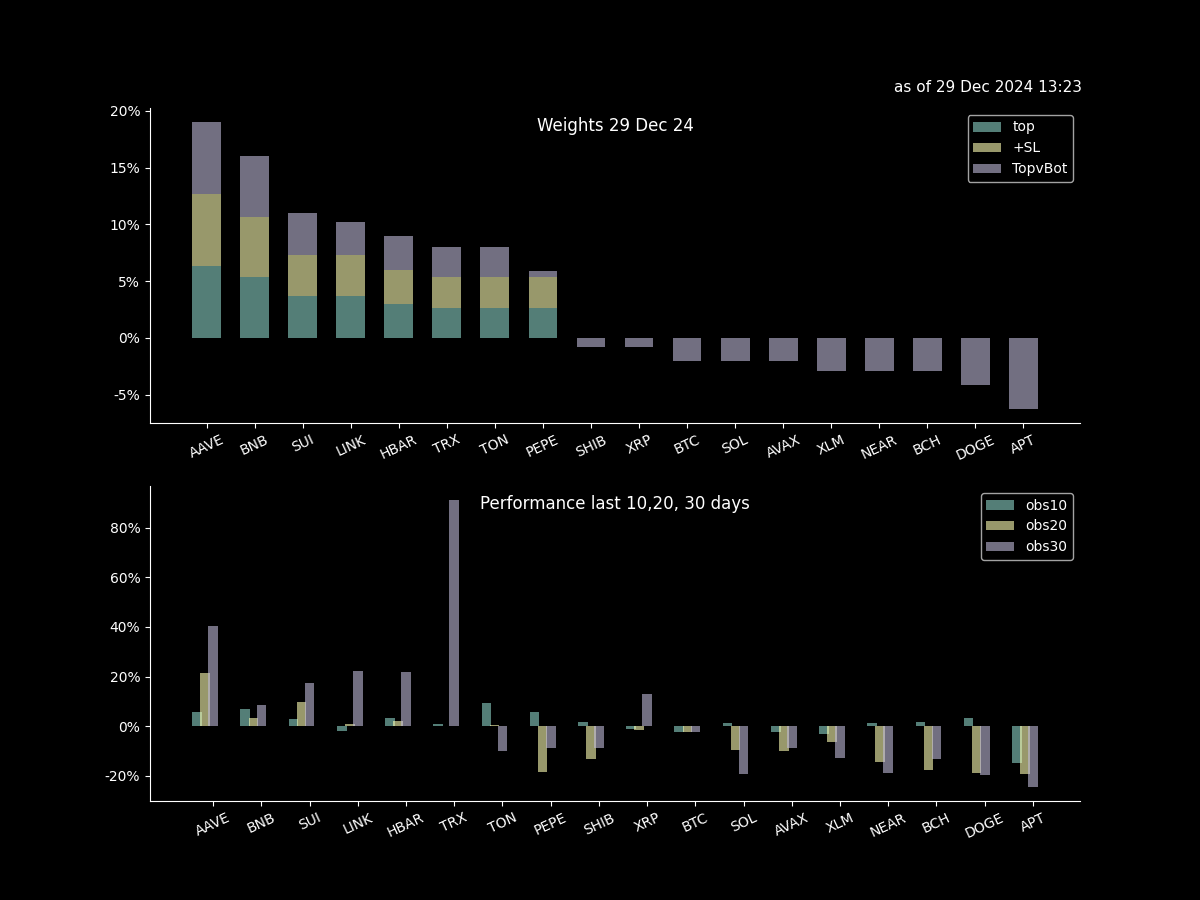 as of 29 Dec 2024 13:23
Weights 29 Dec 24
top
+SL
TopvBot
20%
15%
10%
5%
0%
-5%
AAVE BNB SUI LINK HBAR TRX TON PEPE SHIB XRP BTC SOL AVAX XLM NEAR BCH DOGE APT
Performance last 10,20, 30 days
obs10
obs20
obs30
80%
60%
40%
20%
0%
-20%
AAVE BNB SUI LINK HBAR TRX TON PEPE SHIB XRP BTC SOL AVAX XLM NEAR BCH DOGE APT